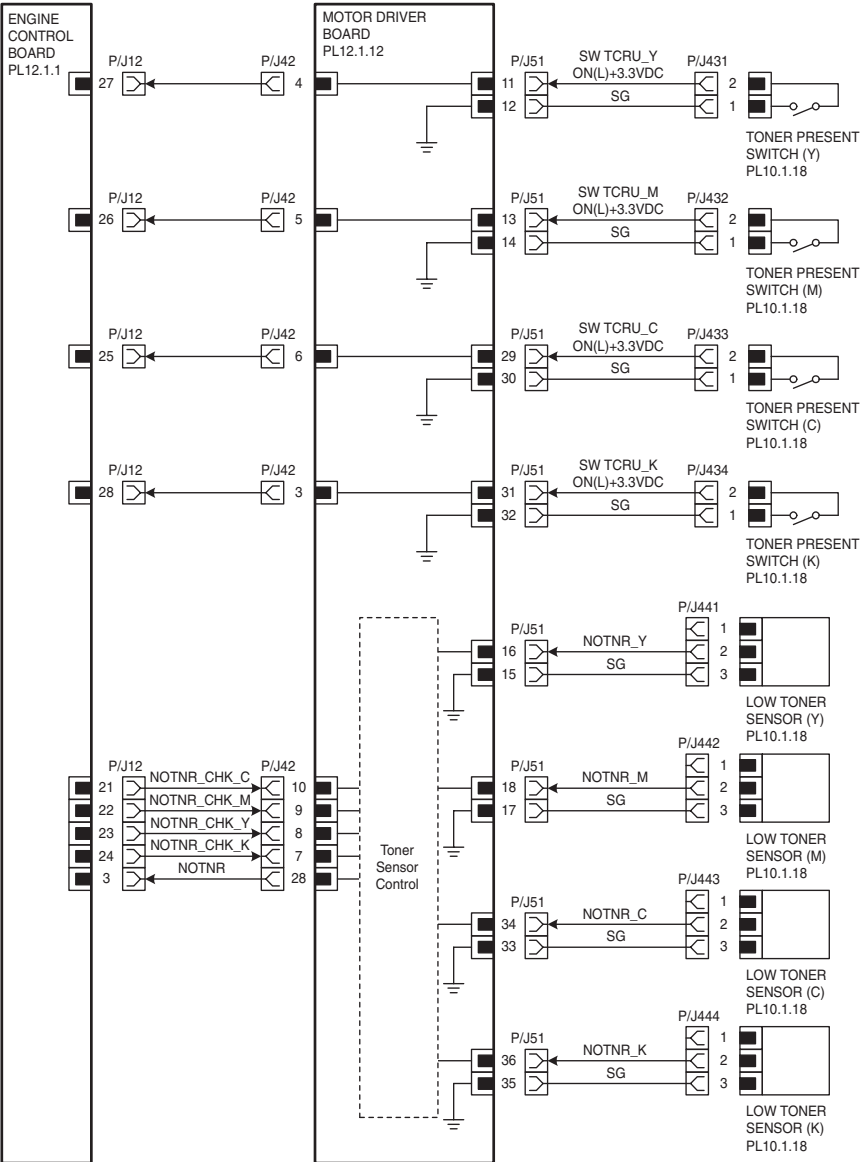 ENGINE
CONTROL
BOARD
PL12.1.1
MOTOR DRIVER
BOARD
PL12.1.12
P/J12
27
P/J42
4
P/J51
11
12
SW TCRU_Y
ON(L)+3.3VDC
SG
P/J431
2
1
TONER PRESENT
SWITCH (Y)
PL10.1.18
P/J12
26
P/J42
5
P/J51
13
14
SW TCRU_M
ON(L)+3.3VDC
SG
P/J432
2
1
TONER PRESENT
SWITCH (M)
PL10.1.18
P/J12
25
P/J42
6
P/J51
29
30
SW TCRU_C
ON(L)+3.3VDC
SG
P/J433
2
1
TONER PRESENT
SWITCH (C)
PL10.1.18
P/J12
28
P/J42
3
P/J51
31
32
SW TCRU_K
ON(L)+3.3VDC
SG
P/J434
2
1
TONER PRESENT
SWITCH (K)
PL10.1.18
P/J51
16
15
NOTNR_Y
SG
P/J441
1
2
3
LOW TONER
SENSOR (Y)
PL10.1.18
P/J12
21
22
23
24
3
NOTNR_CHK_C
NOTNR_CHK_M
NOTNR_CHK_Y
NOTNR_CHK_K
NOTNR
P/J42
10
9
8
7
28
Toner
Sensor
Control
P/J51
18
17
NOTNR_M
SG
P/J442
1
2
3
LOW TONER
SENSOR (M)
PL10.1.18
P/J51
34
33
NOTNR_C
SG
P/J443
1
2
3
LOW TONER
SENSOR (C)
PL10.1.18
P/J51
36
35
NOTNR_K
SG
P/J444
1
2
3
LOW TONER
SENSOR (K)
PL10.1.18